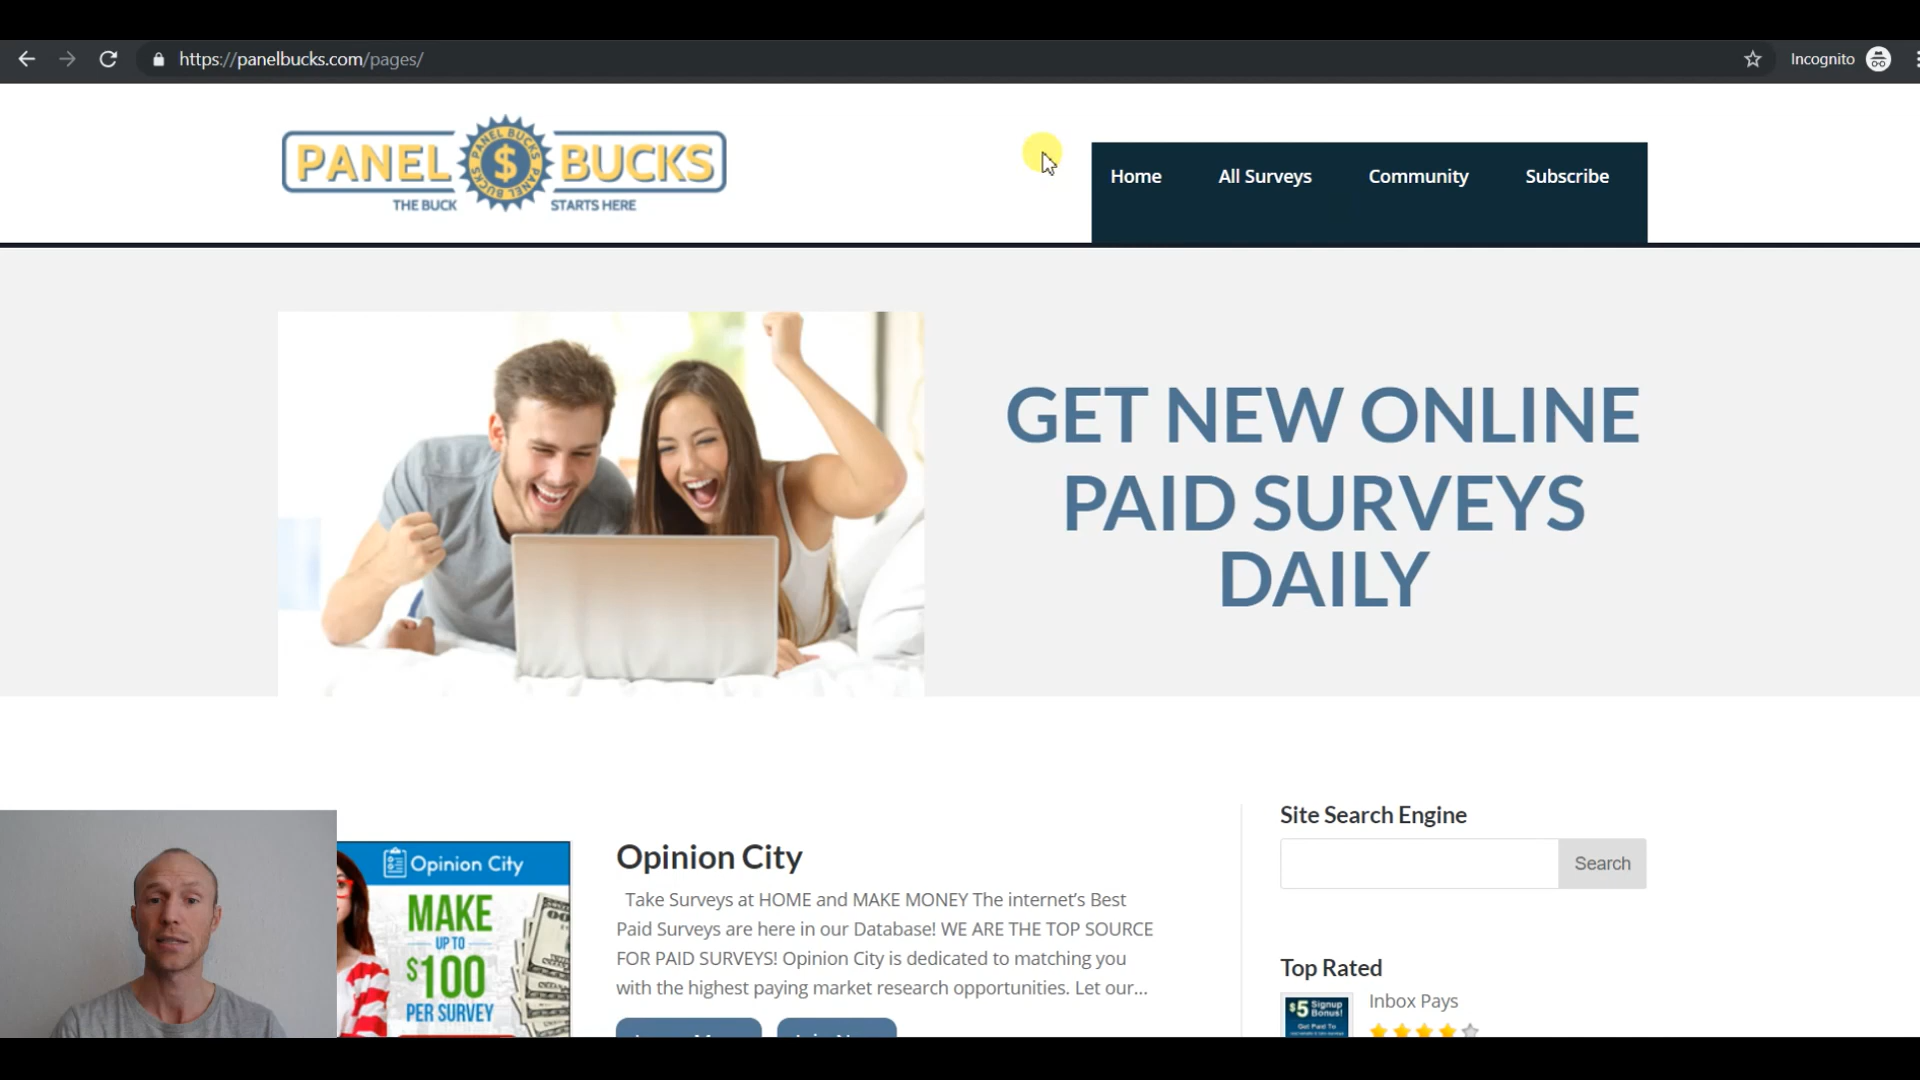 https://panelbucks.com/pages/
Incognito
PANEL $ BUCKS
PANEL BUCKS PANEL BUCKS
THE BUCK STARTS HERE
Home All Surveys Community Subscribe
GET NEW ONLINE
PAID SURVEYS
DAILY
Opinion City
MAKE
- UP TO -
$100
PER SURVEY
Opinion City
Take Surveys at HOME and MAKE MONEY The internet's Best
Paid Surveys are here in our Database! WE ARE THE TOP SOURCE
FOR PAID SURVEYS! Opinion City is dedicated to matching you
with the highest paying market research opportunities. Let our...
Site Search Engine
Search
Top Rated
Inbox Pays
$5 Signup
Bonus!
Get Paid To